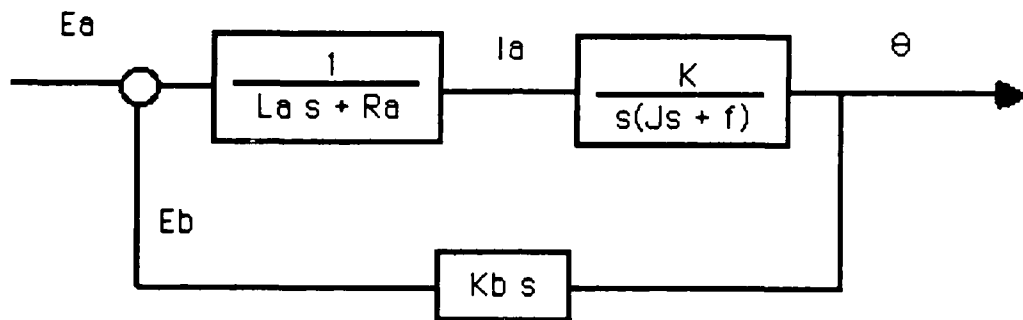 Ea
1
La s + Ra
Ia
K
s(Js + f)
θ
Eb
Kb s